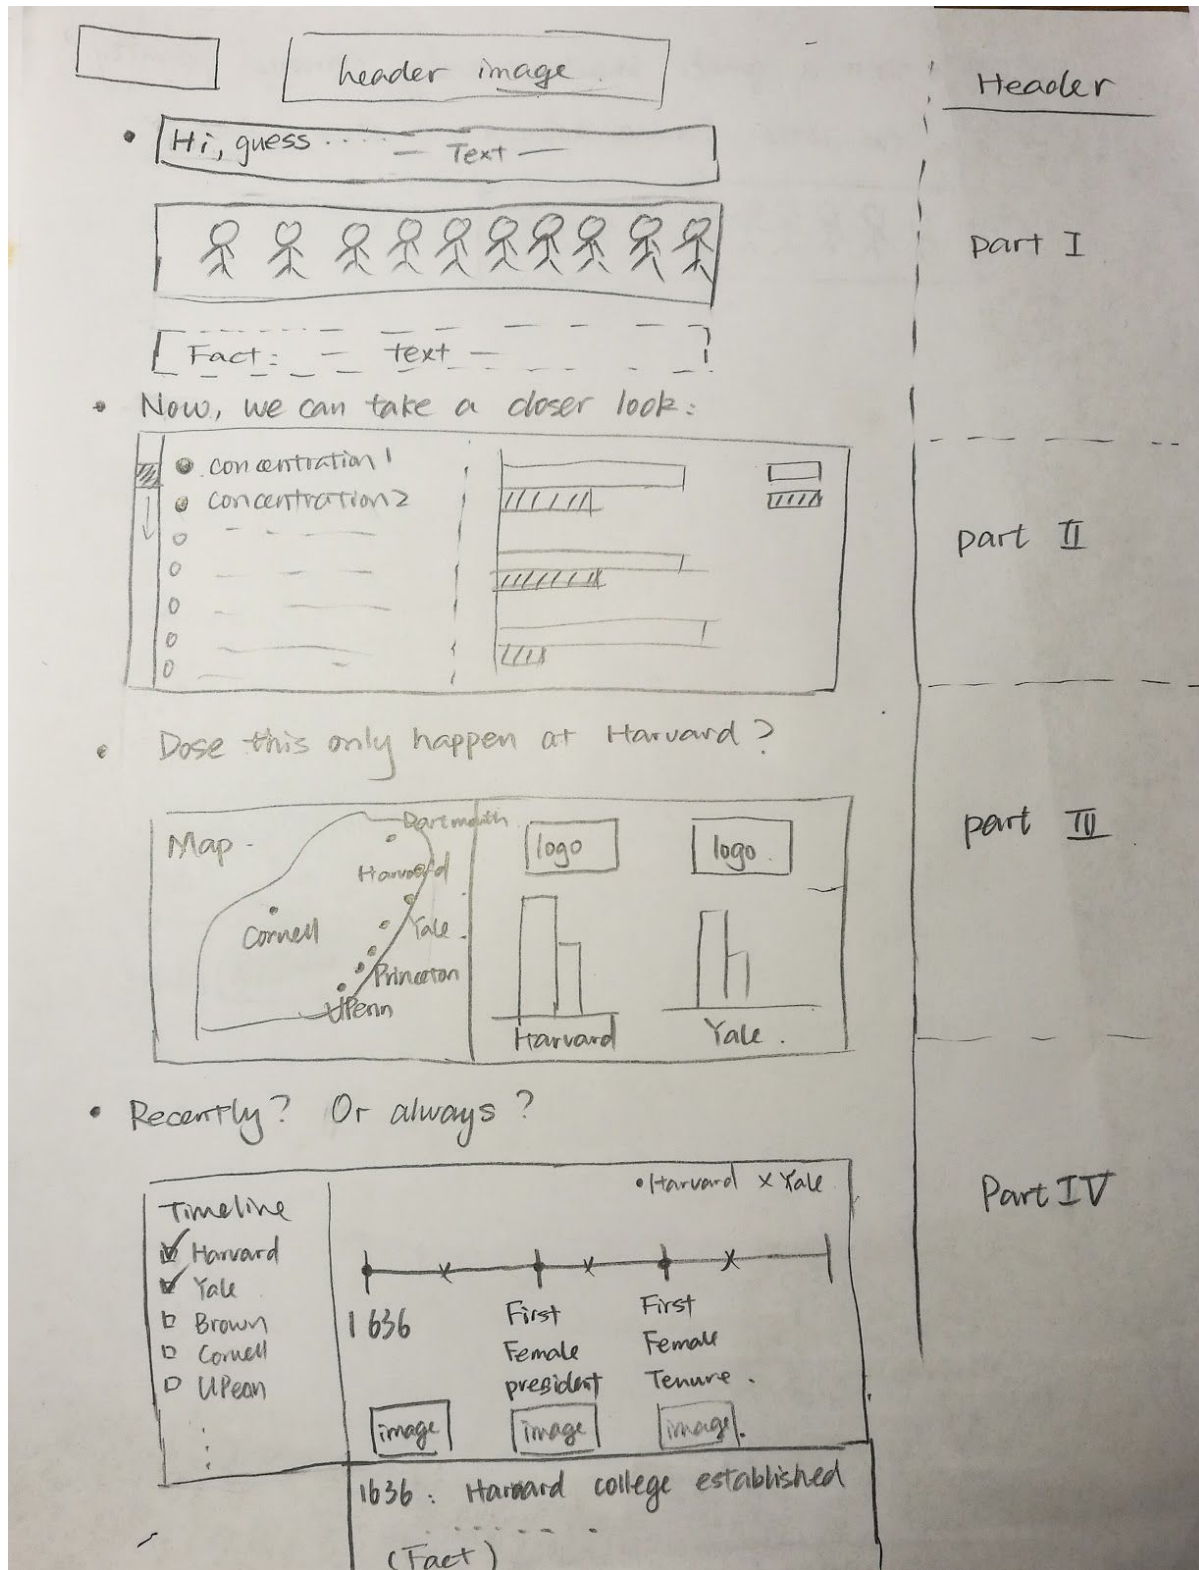 header image
Header
Hi, guess ..... — Text —
part I
Fact: — text —
Now, we can take a closer look:
concentration 1
concentration 2
part II
Dose this only happen at Harvard?
part III
Map
Dartmouth
Harvard
Cornell
Yale
Princeton
UPenn
logo
logo
Harvard
Yale
Recently? Or always?
Part IV
Harvard x Yale
Timeline
Harvard
Yale
Brown
Cornell
UPenn
1636
First Female president
First Female Tenure
image
image
image
1636: Harvard college established
(Fact)